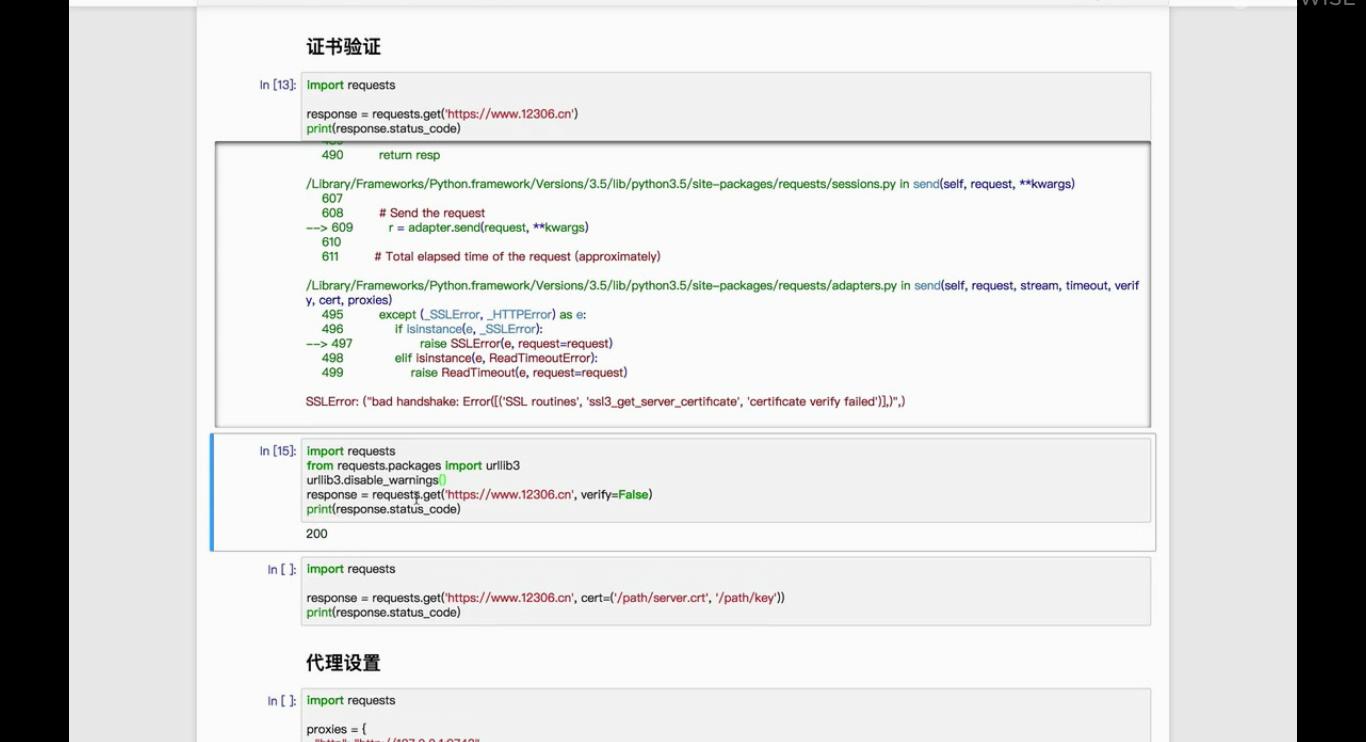 WISE
证书验证
In [13]: import requests
response = requests.get('https://www.12306.cn')
print(response.status_code)
490 return resp
/Library/Frameworks/Python.framework/Versions/3.5/lib/python3.5/site-packages/requests/sessions.py in send(self, request, **kwargs)
607
608 # Send the request
--> 609 r = adapter.send(request, **kwargs)
610
611 # Total elapsed time of the request (approximately)
/Library/Frameworks/Python.framework/Versions/3.5/lib/python3.5/site-packages/requests/adapters.py in send(self, request, stream, timeout, verif
y, cert, proxies)
495 except (_SSLError, _HTTPError) as e:
496 if isinstance(e, _SSLError):
--> 497 raise SSLError(e, request=request)
498 elif isinstance(e, ReadTimeoutError):
499 raise ReadTimeout(e, request=request)
SSLError: ("bad handshake: Error([('SSL routines', 'ssl3_get_server_certificate', 'certificate verify failed')],)",)
In [15]: import requests
from requests.packages import urllib3
urllib3.disable_warnings()
response = requests.get('https://www.12306.cn', verify=False)
print(response.status_code)
200
In [ ]: import requests
response = requests.get('https://www.12306.cn', cert=('/path/server.crt', '/path/key'))
print(response.status_code)
代理设置
In [ ]: import requests
proxies = {